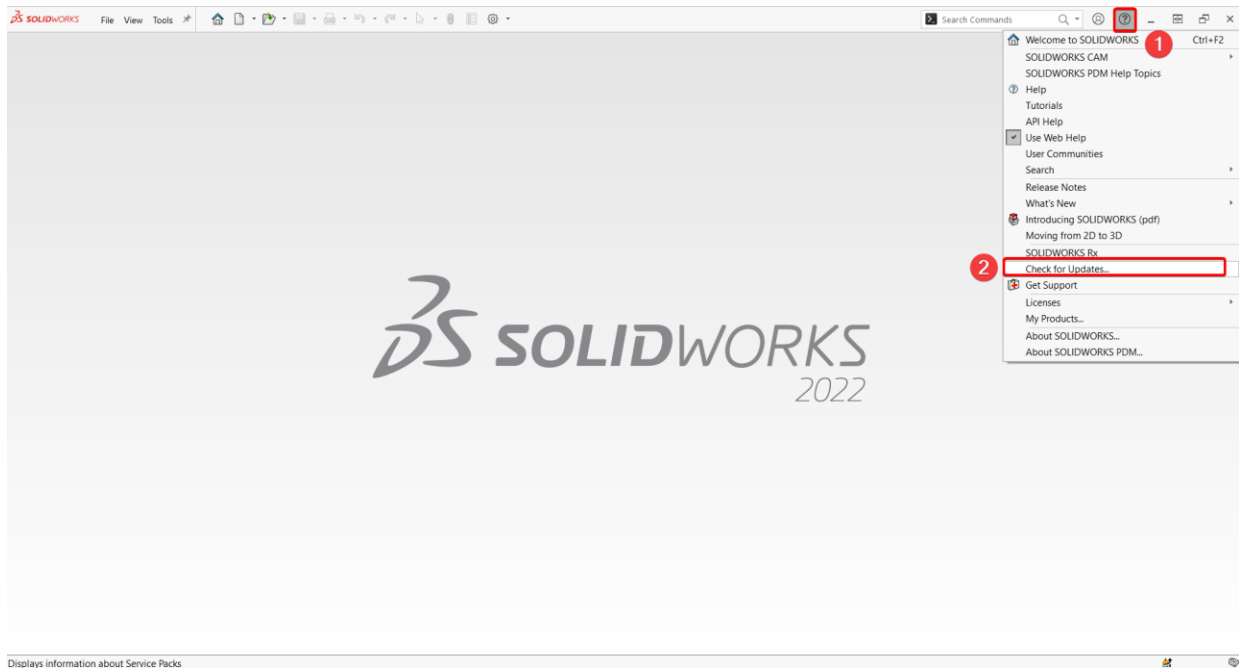 SOLIDWORKS File View Tools Search Commands
1
Welcome to SOLIDWORKS Ctrl+F2
SOLIDWORKS CAM
SOLIDWORKS PDM Help Topics
Help
Tutorials
API Help
Use Web Help
User Communities
Search
Release Notes
What's New
Introducing SOLIDWORKS (pdf)
Moving from 2D to 3D
SOLIDWORKS Rx
2 Check for Updates...
Get Support
Licenses
My Products...
About SOLIDWORKS...
About SOLIDWORKS PDM...
SOLIDWORKS
2022
Displays information about Service Packs